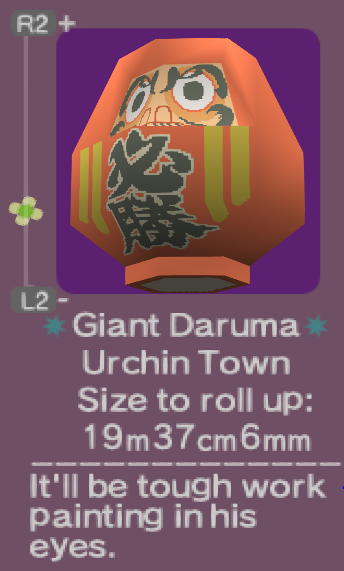 R2 +
必
勝
L2 -
Giant Daruma
Urchin Town
Size to roll up:
19m37cm6mm
It'll be tough work
painting in his
eyes.